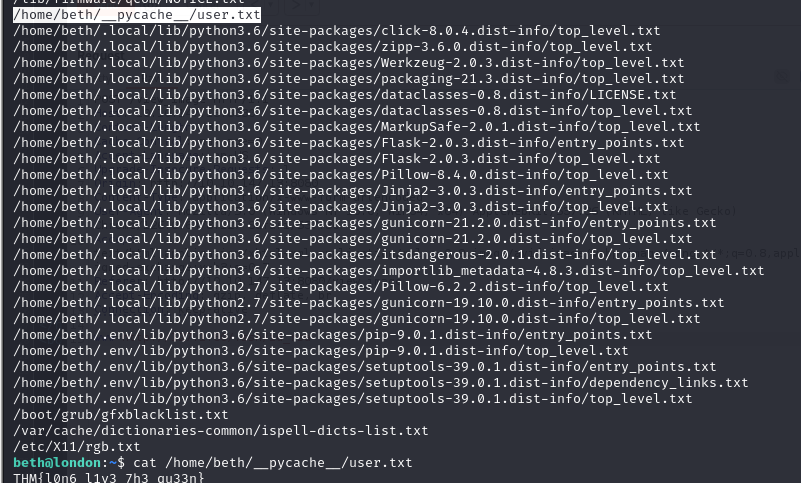 /lib/firmware/qcom/NOTICE.txt
/home/beth/__pycache__/user.txt
/home/beth/.local/lib/python3.6/site-packages/click-8.0.4.dist-info/top_level.txt
/home/beth/.local/lib/python3.6/site-packages/zipp-3.6.0.dist-info/top_level.txt
/home/beth/.local/lib/python3.6/site-packages/Werkzeug-2.0.3.dist-info/top_level.txt
/home/beth/.local/lib/python3.6/site-packages/packaging-21.3.dist-info/top_level.txt
/home/beth/.local/lib/python3.6/site-packages/dataclasses-0.8.dist-info/LICENSE.txt
/home/beth/.local/lib/python3.6/site-packages/dataclasses-0.8.dist-info/top_level.txt
/home/beth/.local/lib/python3.6/site-packages/MarkupSafe-2.0.1.dist-info/top_level.txt
/home/beth/.local/lib/python3.6/site-packages/Flask-2.0.3.dist-info/entry_points.txt
/home/beth/.local/lib/python3.6/site-packages/Flask-2.0.3.dist-info/top_level.txt
/home/beth/.local/lib/python3.6/site-packages/Pillow-8.4.0.dist-info/top_level.txt
/home/beth/.local/lib/python3.6/site-packages/Jinja2-3.0.3.dist-info/entry_points.txt
/home/beth/.local/lib/python3.6/site-packages/Jinja2-3.0.3.dist-info/top_level.txt
/home/beth/.local/lib/python3.6/site-packages/gunicorn-21.2.0.dist-info/entry_points.txt
/home/beth/.local/lib/python3.6/site-packages/gunicorn-21.2.0.dist-info/top_level.txt
/home/beth/.local/lib/python3.6/site-packages/itsdangerous-2.0.1.dist-info/top_level.txt
/home/beth/.local/lib/python3.6/site-packages/importlib_metadata-4.8.3.dist-info/top_level.txt
/home/beth/.local/lib/python2.7/site-packages/Pillow-6.2.2.dist-info/top_level.txt
/home/beth/.local/lib/python2.7/site-packages/gunicorn-19.10.0.dist-info/entry_points.txt
/home/beth/.local/lib/python2.7/site-packages/gunicorn-19.10.0.dist-info/top_level.txt
/home/beth/.env/lib/python3.6/site-packages/pip-9.0.1.dist-info/entry_points.txt
/home/beth/.env/lib/python3.6/site-packages/pip-9.0.1.dist-info/top_level.txt
/home/beth/.env/lib/python3.6/site-packages/setuptools-39.0.1.dist-info/entry_points.txt
/home/beth/.env/lib/python3.6/site-packages/setuptools-39.0.1.dist-info/dependency_links.txt
/home/beth/.env/lib/python3.6/site-packages/setuptools-39.0.1.dist-info/top_level.txt
/boot/grub/gfxblacklist.txt
/var/cache/dictionaries-common/ispell-dicts-list.txt
/etc/X11/rgb.txt
beth@london:~$ cat /home/beth/__pycache__/user.txt
THM{l0n6_l1v3_7h3_qu33n}